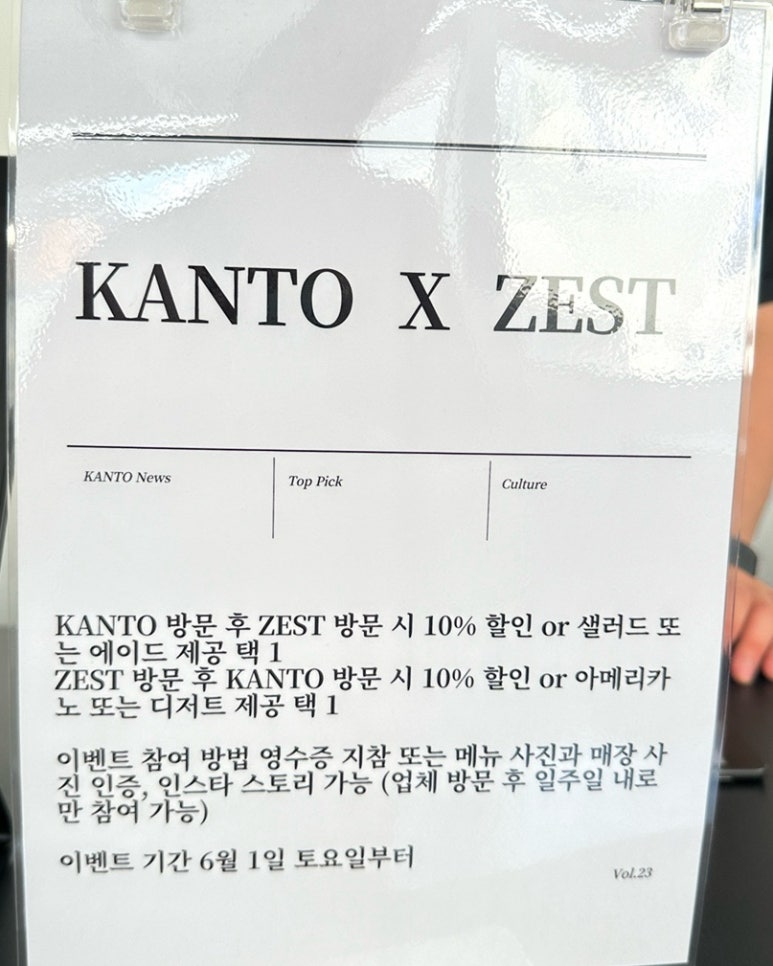 KANTO X ZEST
KANTO News
Top Pick
Culture
KANTO 방문 후 ZEST 방문 시 10% 할인 or 샐러드 또
는 에이드 제공 택 1
ZEST 방문 후 KANTO 방문 시 10% 할인 or 아메리카
노 또는 디저트 제공 택 1
이벤트 참여 방법 영수증 지참 또는 메뉴 사진과 매장 사
진 인증, 인스타 스토리 가능 (업체 방문 후 일주일 내로
만 참여 가능)
이벤트 기간 6월 1일 토요일부터
Vol.23